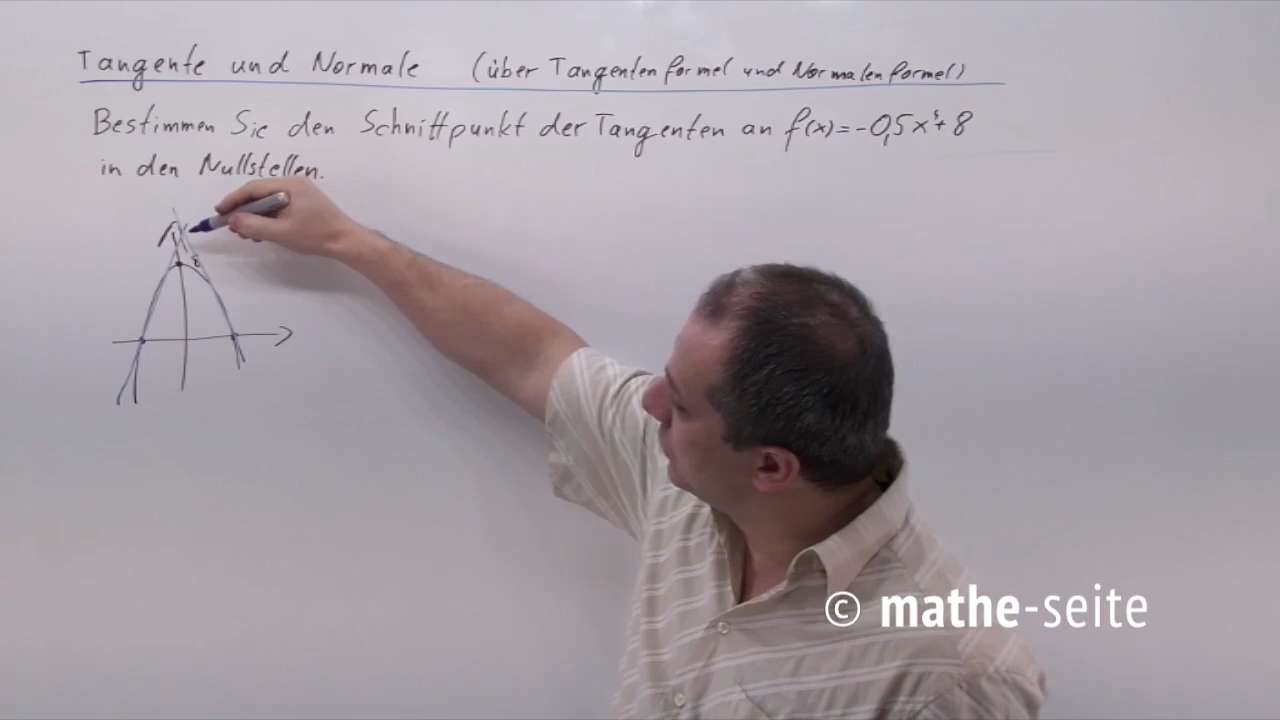 Tangente und Normale (über Tangentenformel und Normalenformel)
Bestimmen Sie den Schnittpunkt der Tangenten an f(x)=-0,5x²+8
in den Nullstellen.
8
© mathe-seite